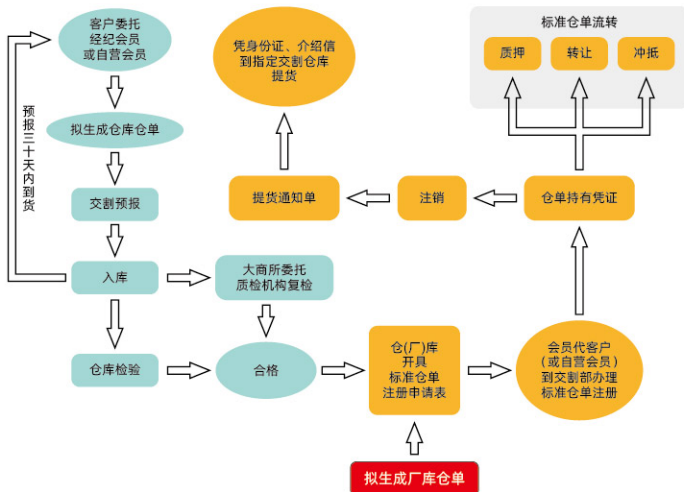 客户委托
经纪会员
或自营会员
拟生成仓库仓单
预报三十天内到货
交割预报
入库
仓库检验
大商所委托
质检机构复检
合格
仓(厂)库
开具
标准仓单
注册申请表
拟生成厂库仓单
会员代客户
(或自营会员)
到交割部办理
标准仓单注册
仓单持有凭证
标准仓单流转
质押
转让
冲抵
注销
提货通知单
凭身份证、介绍信
到指定交割仓库
提货